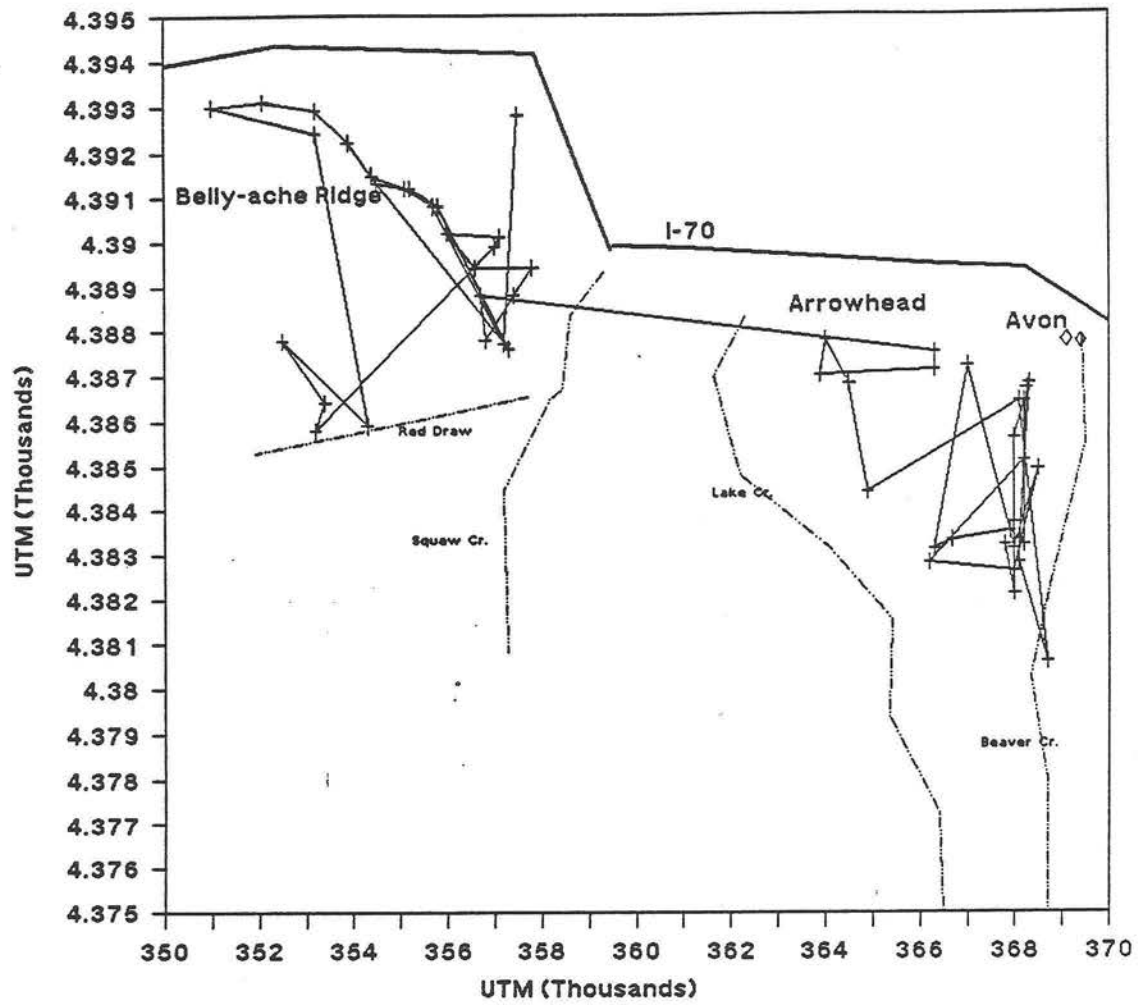 4.395
4.394
4.393
4.392
4.391
4.39
4.389
4.388
4.387
4.386
4.385
4.384
4.383
4.382
4.381
4.38
4.379
4.378
4.377
4.376
4.375
UTM (Thousands)
Belly-ache Ridge
I-70
Arrowhead
Avon
Red Draw
Lake Cr.
Squaw Cr.
Beaver Cr.
350 352 354 356 358 360 362 364 366 368 370
UTM (Thousands)